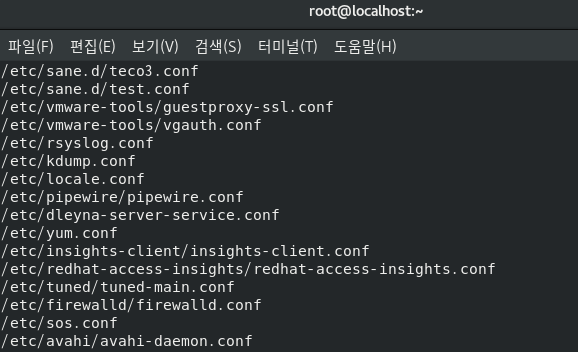 root@localhost:~
파일(F) 편집(E) 보기(V) 검색(S) 터미널(T) 도움말(H)
/etc/sane.d/teco3.conf
/etc/sane.d/test.conf
/etc/vmware-tools/guestproxy-ssl.conf
/etc/vmware-tools/vgauth.conf
/etc/rsyslog.conf
/etc/kdump.conf
/etc/locale.conf
/etc/pipewire/pipewire.conf
/etc/dleyna-server-service.conf
/etc/yum.conf
/etc/insights-client/insights-client.conf
/etc/redhat-access-insights/redhat-access-insights.conf
/etc/tuned/tuned-main.conf
/etc/firewalld/firewalld.conf
/etc/sos.conf
/etc/avahi/avahi-daemon.conf